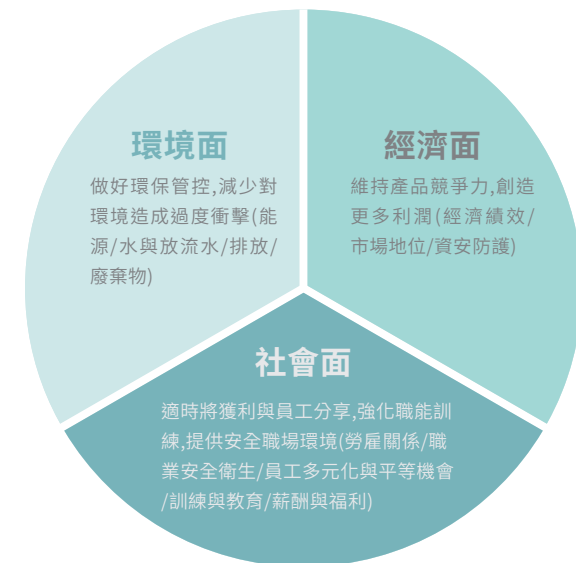 環境面
做好環保管控,減少對
環境造成過度衝擊(能
源/水與放流水/排放/
廢棄物)
經濟面
維持產品競爭力,創造
更多利潤(經濟績效/
市場地位/資安防護)
社會面
適時將獲利與員工分享,強化職能訓
練,提供安全職場環境(勞雇關係/職
業安全衛生/員工多元化與平等機會
/訓練與教育/薪酬與福利)